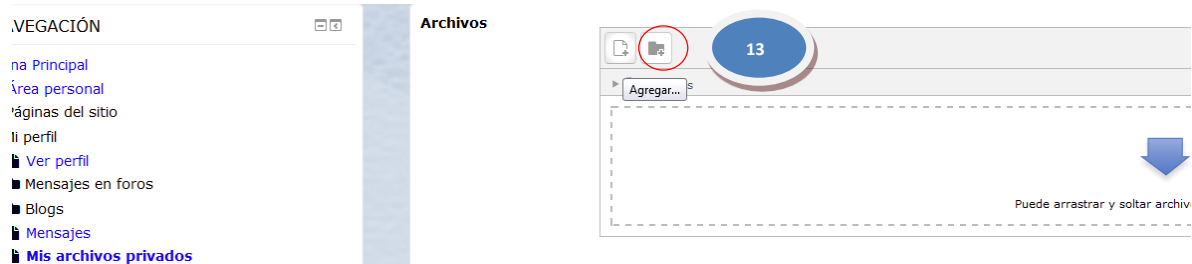 .VEGACIÓN
na Principal
Área personal
Páginas del sitio
li perfil
Ver perfil
Mensajes en foros
Blogs
Mensajes
Mis archivos privados
Archivos
13
Agregar...
s
Puede arrastrar y soltar archiv